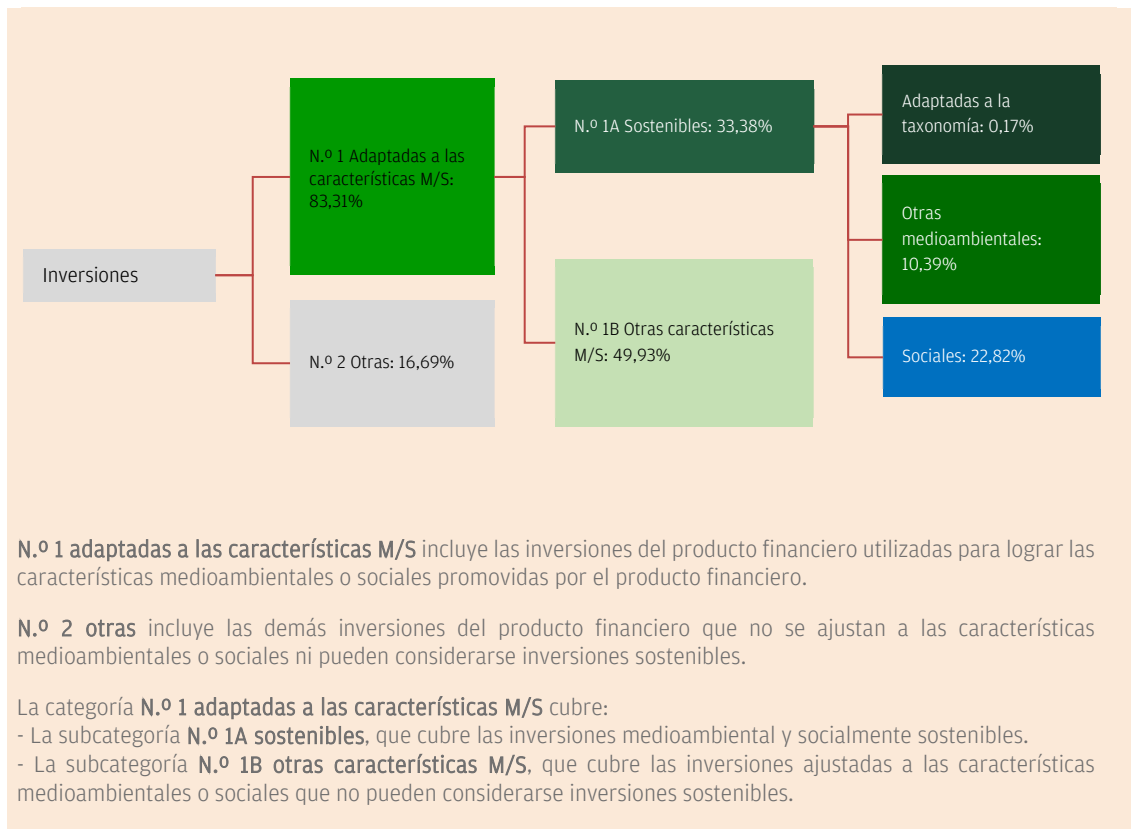 Inversiones
N.º 1 Adaptadas a las
características M/S:
83,31%
N.º 2 Otras: 16,69%
N.º 1A Sostenibles: 33,38%
N.º 1B Otras características
M/S: 49,93%
Adaptadas a la
taxonomía: 0,17%
Otras
medioambientales:
10,39%
Sociales: 22,82%
N.º 1 adaptadas a las características M/S incluye las inversiones del producto financiero utilizadas para lograr las
características medioambientales o sociales promovidas por el producto financiero.
N.º 2 otras incluye las demás inversiones del producto financiero que no se ajustan a las características
medioambientales o sociales ni pueden considerarse inversiones sostenibles.
La categoría N.º 1 adaptadas a las características M/S cubre:
- La subcategoría N.º 1A sostenibles, que cubre las inversiones medioambiental y socialmente sostenibles.
- La subcategoría N.º 1B otras características M/S, que cubre las inversiones ajustadas a las características
medioambientales o sociales que no pueden considerarse inversiones sostenibles.